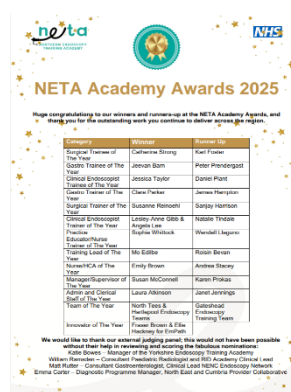 neta
NORTHERN ENDOSCOPY
TRAINING ACADEMY
NHS
NETA Academy Awards 2025
Huge congratulations to our winners and runners-up at the NETA Academy Awards, and
thank you for the outstanding work you continue to deliver across the region.
Category Winner Runner Up
Surgical Trainee of The Year Catherine Strong Karl Foster
Gastro Trainee of The Year Jeevan Barn Peter Prendergast
Clinical Endoscopist Trainee of The Year Jessica Taylor Daniel Plant
Gastro Trainer of The Year Clare Parker James Hampton
Surgical Trainer of The Year Susanne Reinoehl Sanjay Harrison
Clinical Endoscopist Trainer of The Year Lesley-Anne Gibb & Angela Lee Natalie Tindale
Practice Educator/Nurse Trainer of The Year Sophie Whitlock Wendell Llaguno
Training Lead of The Year Mo Edilbe Roisin Bevan
Nurse/HCA of The Year Emily Brown Andrea Stacey
Manager/Supervisor of The Year Susan McConnell Karen Prokas
Admin and Clerical Staff of The Year Laura Atkinson Janet Jennings
Team of The Year North Tees & Hartlepool Endoscopy Teams Gateshead Endoscopy Training Team
Innovator of The Year Fraser Brown & Ellie Hackney for EmPath
We would like to thank our external judging panel; this would not have been possible
without their help in reviewing and scoring the fabulous nominations:
Kate Bowes – Manager of the Yorkshire Endoscopy Training Academy
William Ramsden – Consultant Paediatric Radiologist and RID Academy Clinical Lead
Matt Rutter – Consultant Gastroenterologist, Clinical Lead NENC Endoscopy Network
Emma Carter – Diagnostic Programme Manager, North East and Cumbria Provider Collaborative